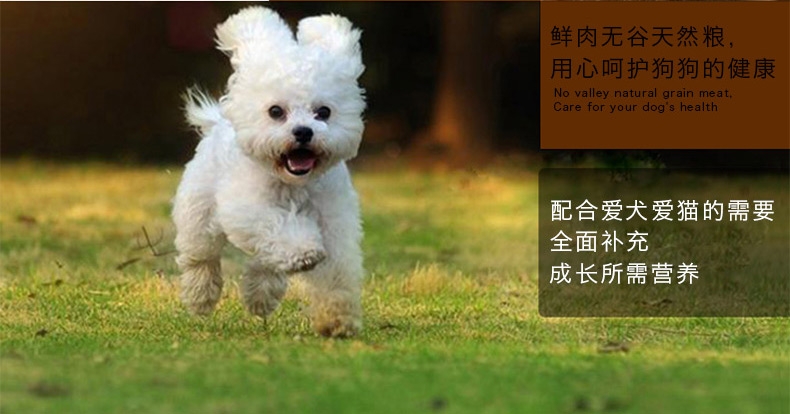 鲜肉无谷天然粮，
用心呵护狗狗的健康
No valley natural grain meat,
Care for your dog's health
配合爱犬爱猫的需要
全面补充
成长所需营养